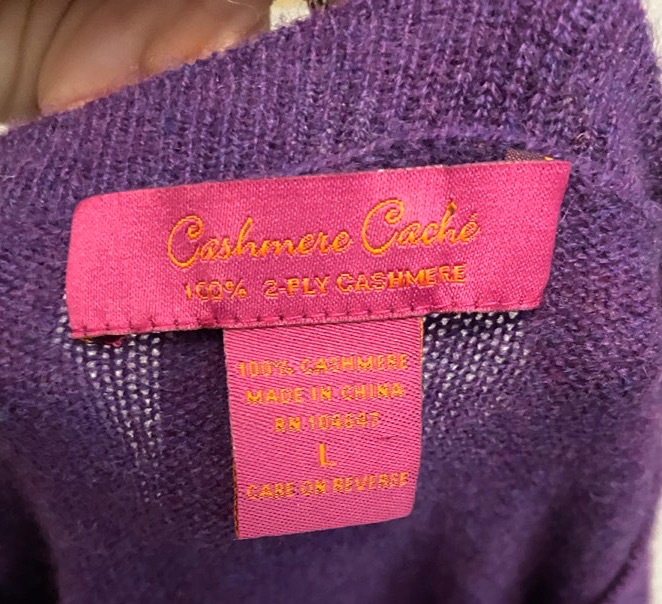 Cashmere Caché
100% 2-PLY CASHMERE
100% CASHMERE
MADE IN CHINA
RN 104647
L
CARE ON REVERSE